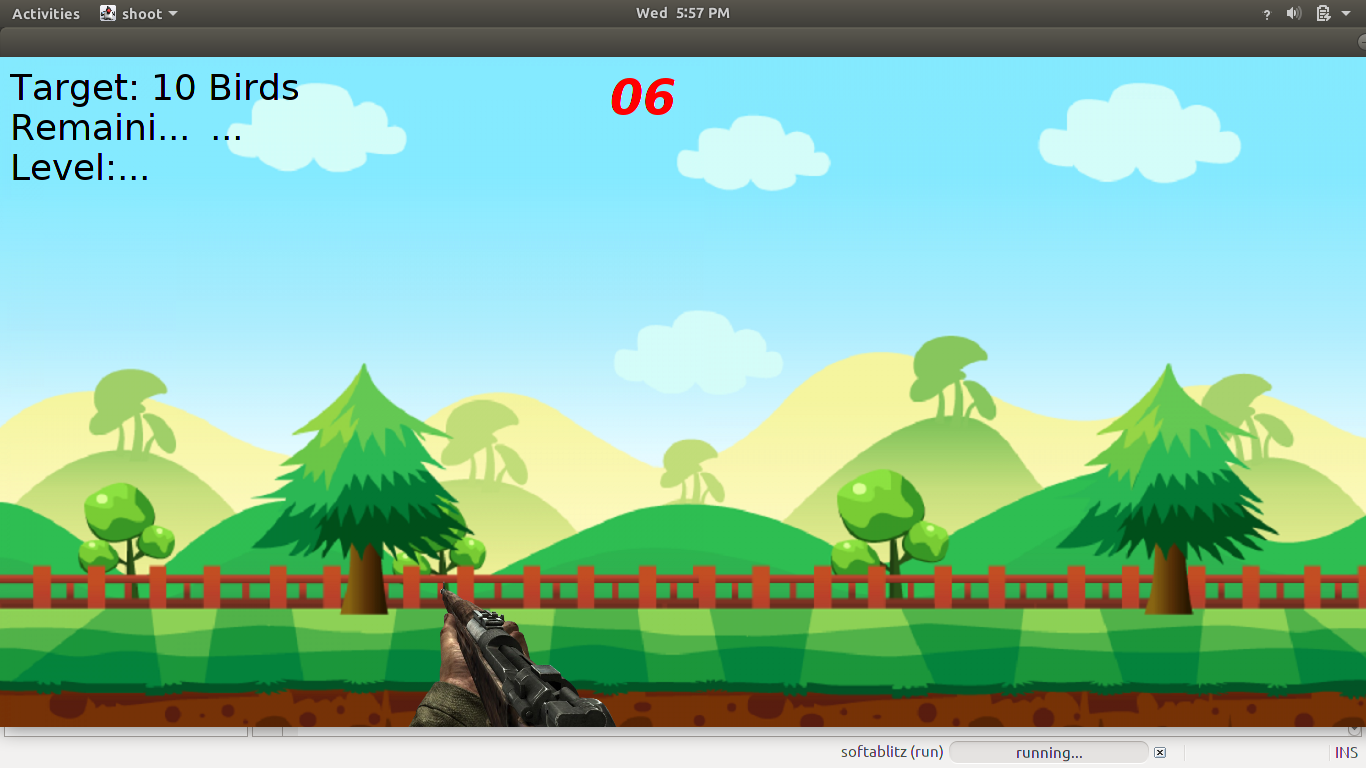 Activities shoot Wed 5:57 PM ?
Target: 10 Birds
06
Remaini... ...
Level:...
softablitz (run) running... INS